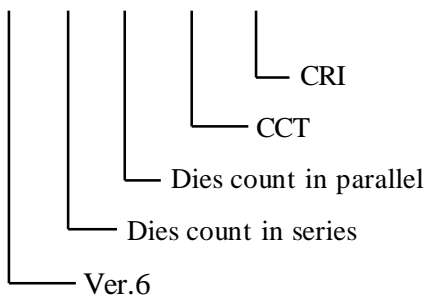 CRI
CCT
Dies count in parallel
Dies count in series
Ver.6